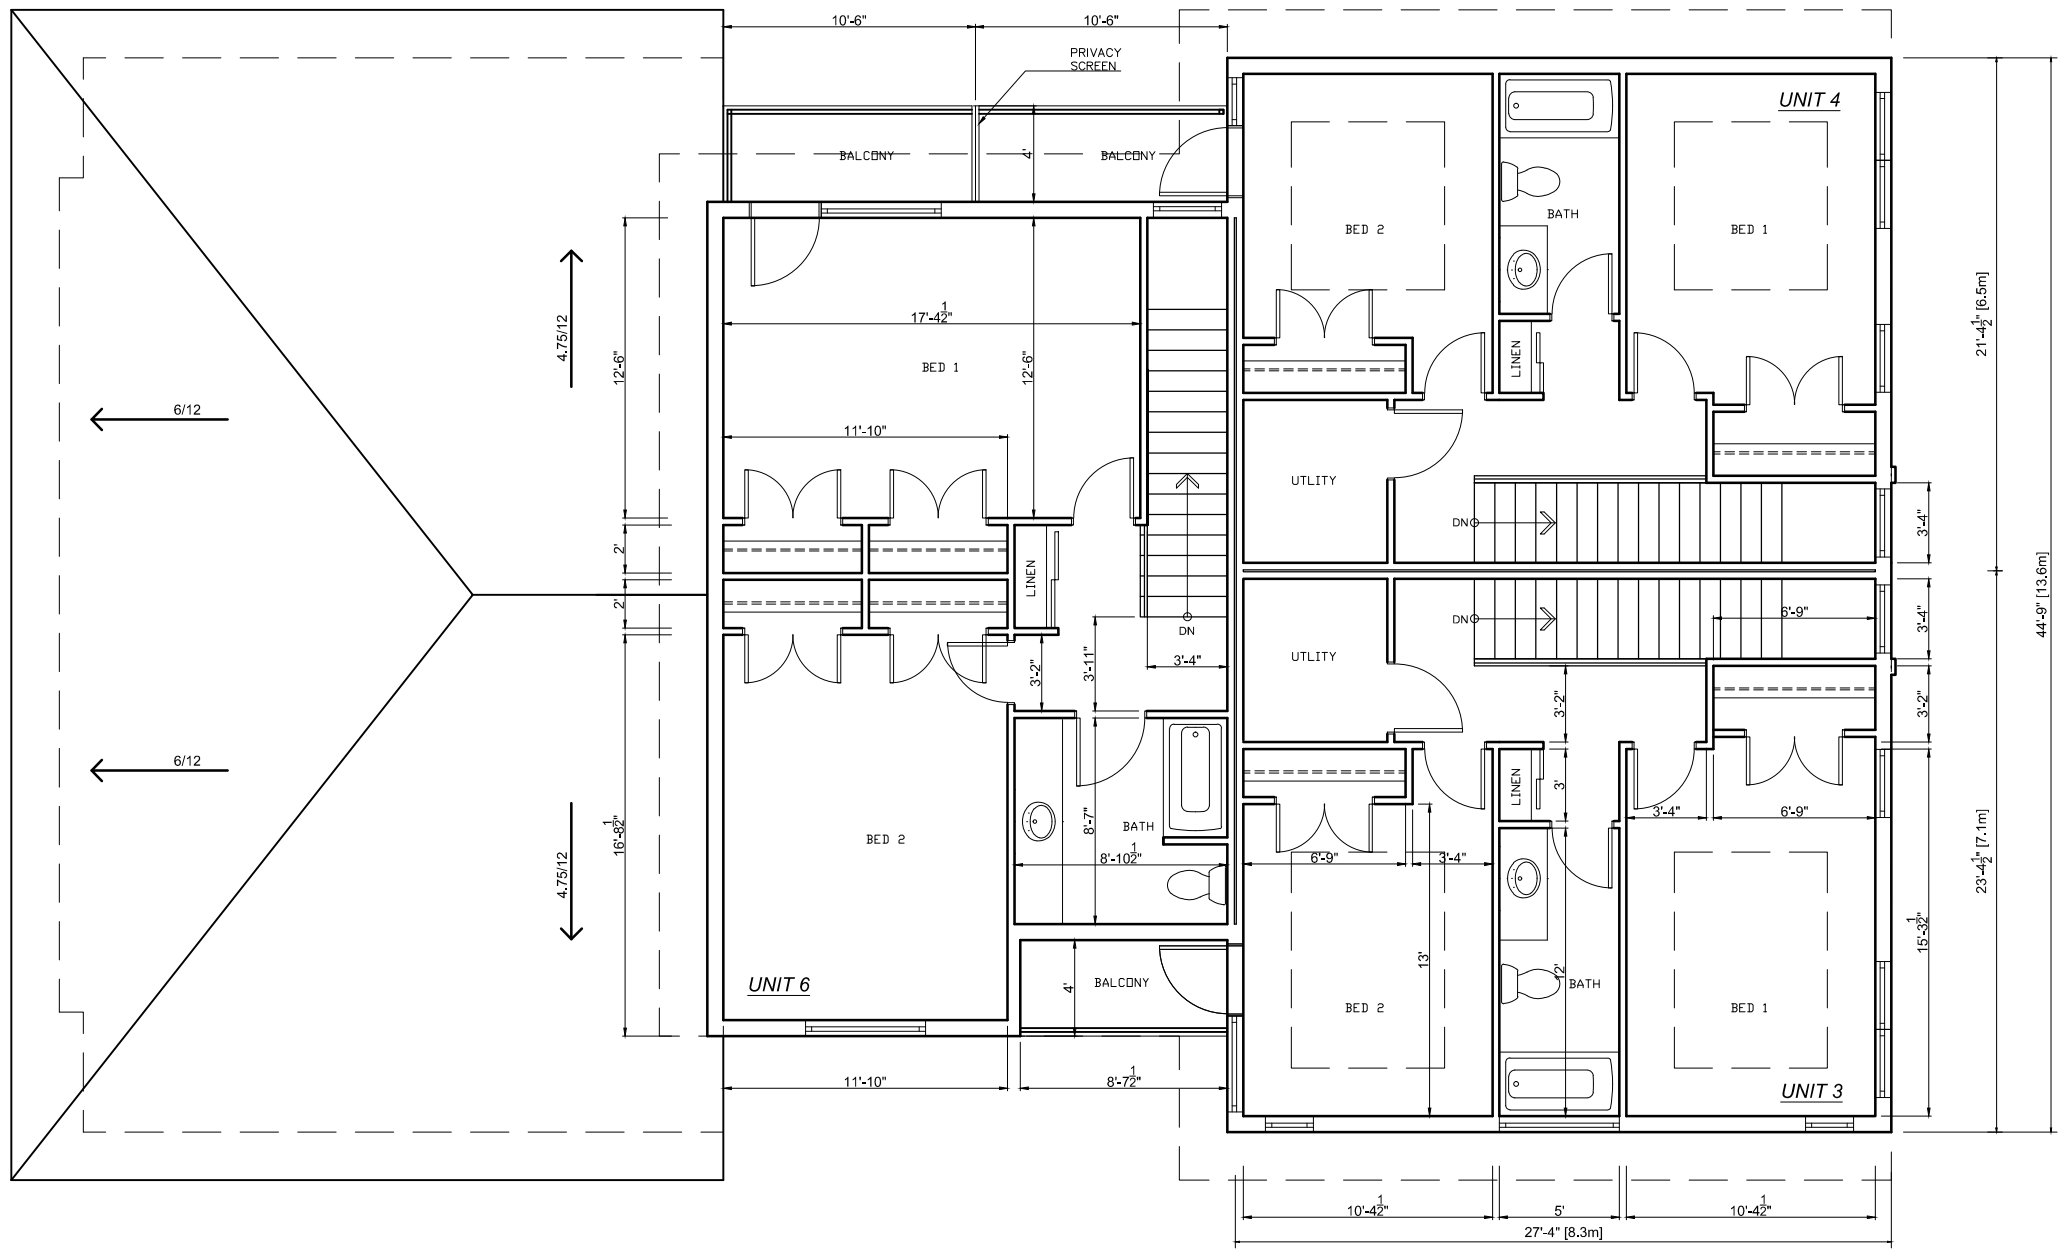 10'-6"
10'-6"
PRIVACY
SCREEN
UNIT 4
BALCONY
4'
BALCONY
BATH
BED 2
BED 1
21'-4 1/2" [6.5m]
4.75/12
17'-4 1/2"
12'-6"
BED 1
12'-6"
LINEN
6/12
11'-10"
UTLITY
DN
3'-4"
2'
LINEN
2'
44'-9" [13.6m]
DN
3'-4"
6'-9"
DN
3'-4"
UTLITY
3'-2"
3'-11"
3'-2"
3'-2"
6/12
LINEN
3'
3'-4"
6'-9"
16'-8 1/2"
BED 2
8'-7"
BATH
8'-10 1/2"
6'-9"
3'-4"
23'-4 1/2" [7.1m]
4.75/12
15'-3 1/2"
13'
12'
UNIT 6
4'
BALCONY
BATH
BED 2
BED 1
11'-10"
8'-7 1/2"
UNIT 3
10'-4 1/2"
5'
10'-4 1/2"
27'-4" [8.3m]